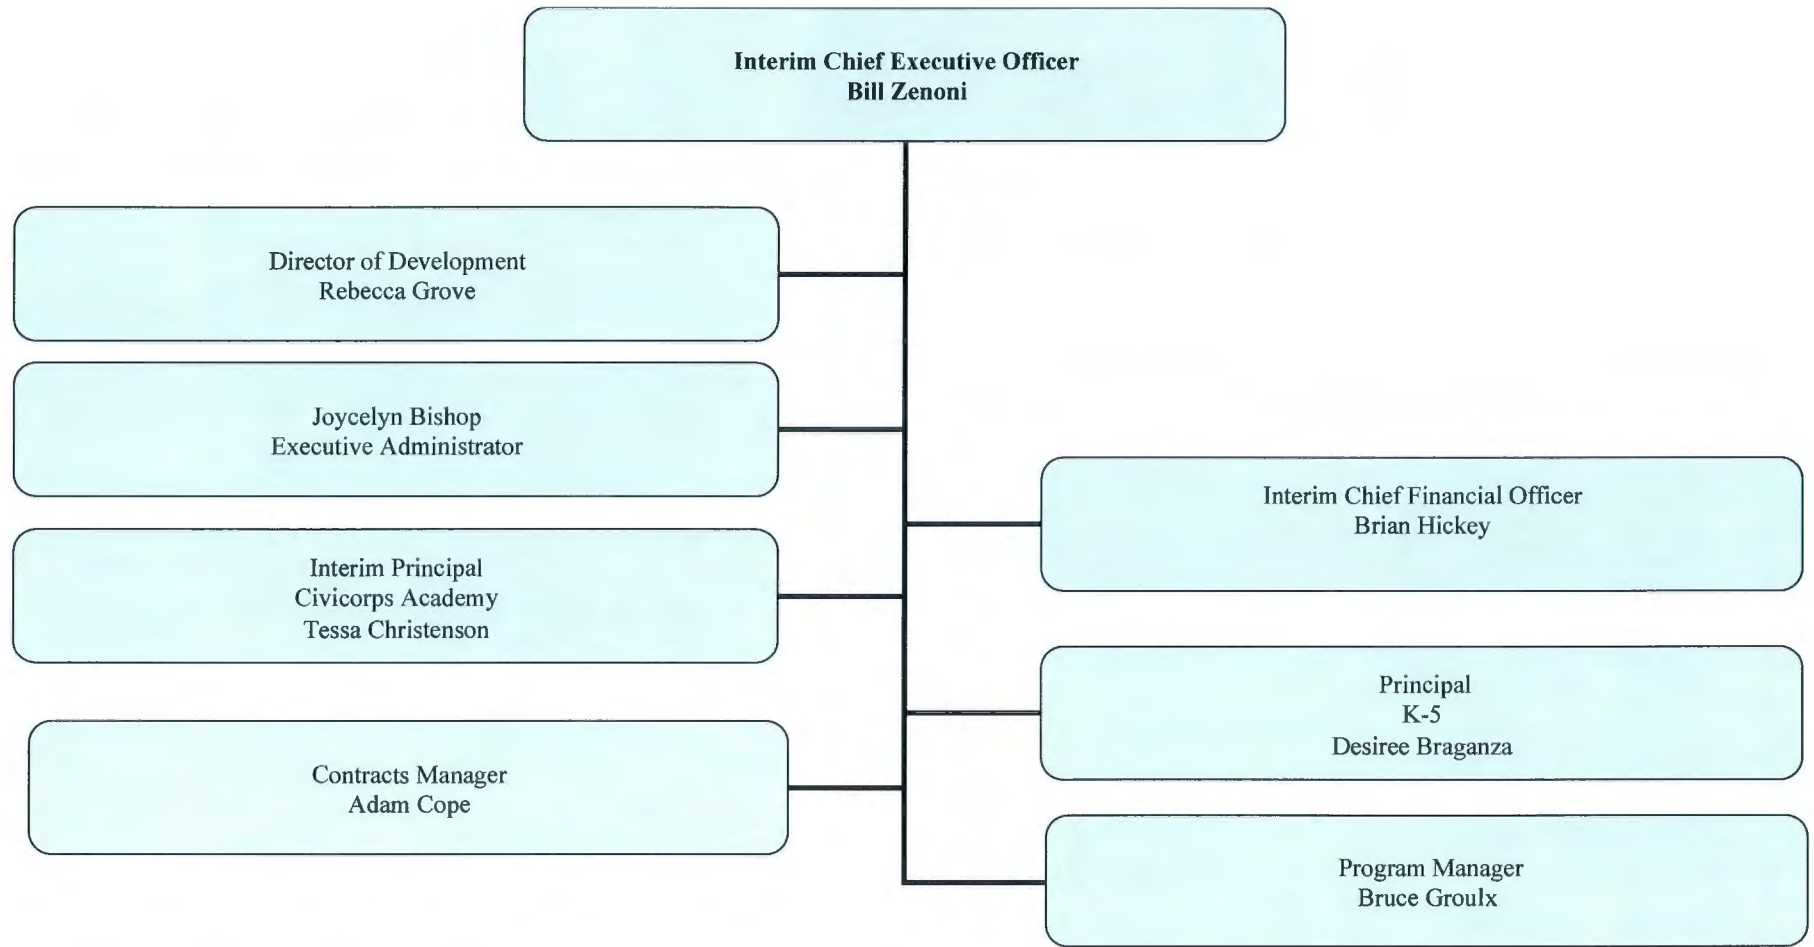 Interim Chief Executive Officer
Bill Zenoni
Director of Development
Rebecca Grove
Joycelyn Bishop
Executive Administrator
Interim Principal
Civicorps Academy
Tessa Christenson
Contracts Manager
Adam Cope
Interim Chief Financial Officer
Brian Hickey
Principal
K-5
Desiree Braganza
Program Manager
Bruce Groulx